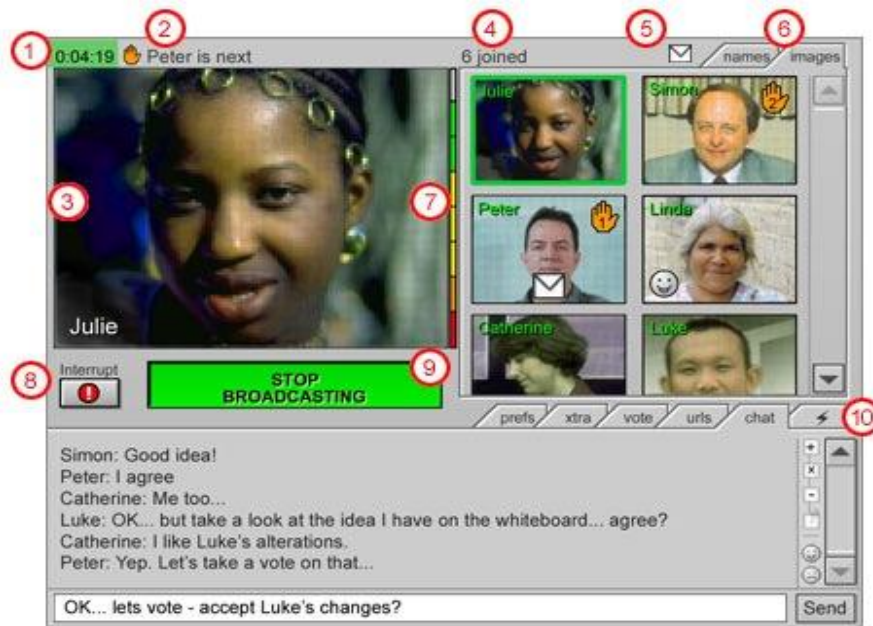 1
2
4
5
6
0:04:19 Peter is next
6 joined
names
images
Julie
Simon
2
3
7
Peter
1
Linda
Julie
Catherine
Luke
8
Interrupt
9
STOP
BROADCASTING
prefs
xtra
vote
urls
chat
10
Simon: Good idea!
Peter: I agree
Catherine: Me too...
Luke: OK... but take a look at the idea I have on the whiteboard... agree?
Catherine: I like Luke's alterations.
Peter: Yep. Let's take a vote on that...
OK... lets vote - accept Luke's changes?
Send